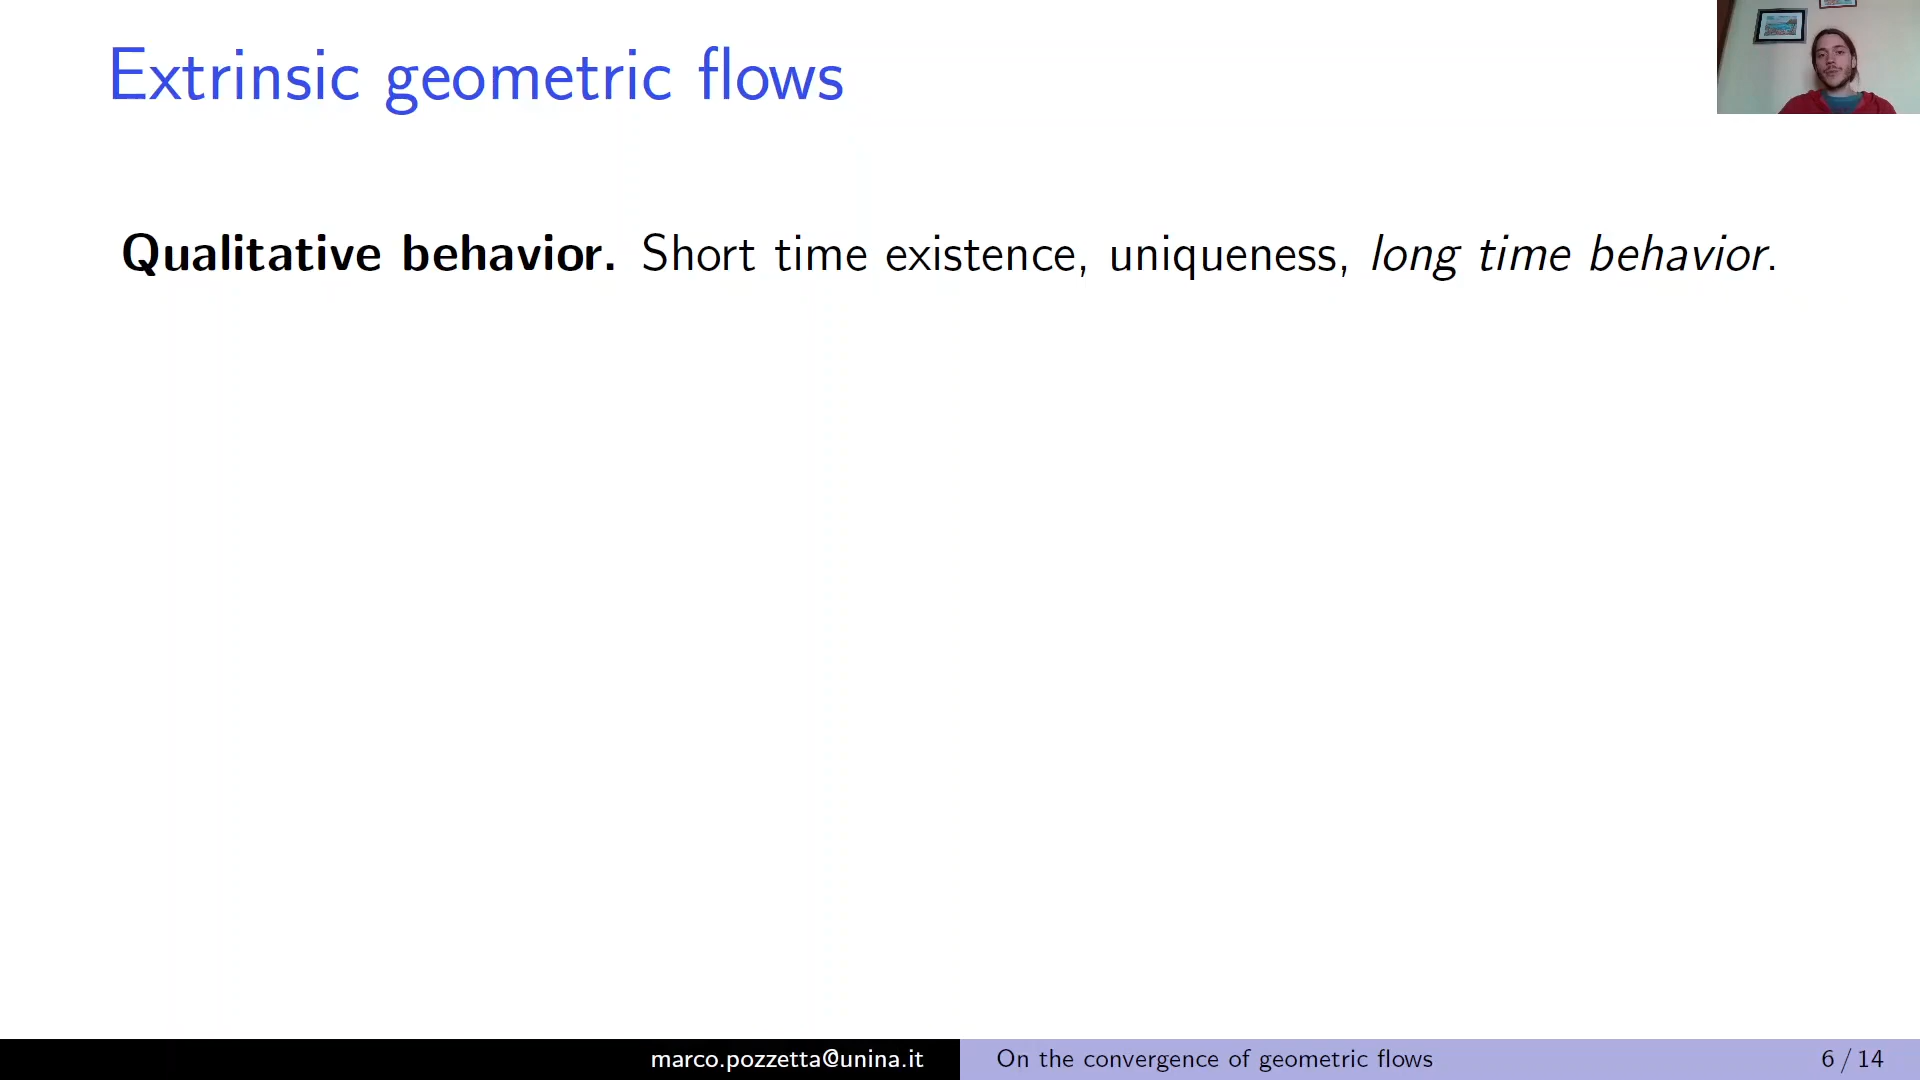 Extrinsic geometric flows
Qualitative behavior. Short time existence, uniqueness, long time behavior.
marco.pozzetta@unina.it On the convergence of geometric flows 6 / 14